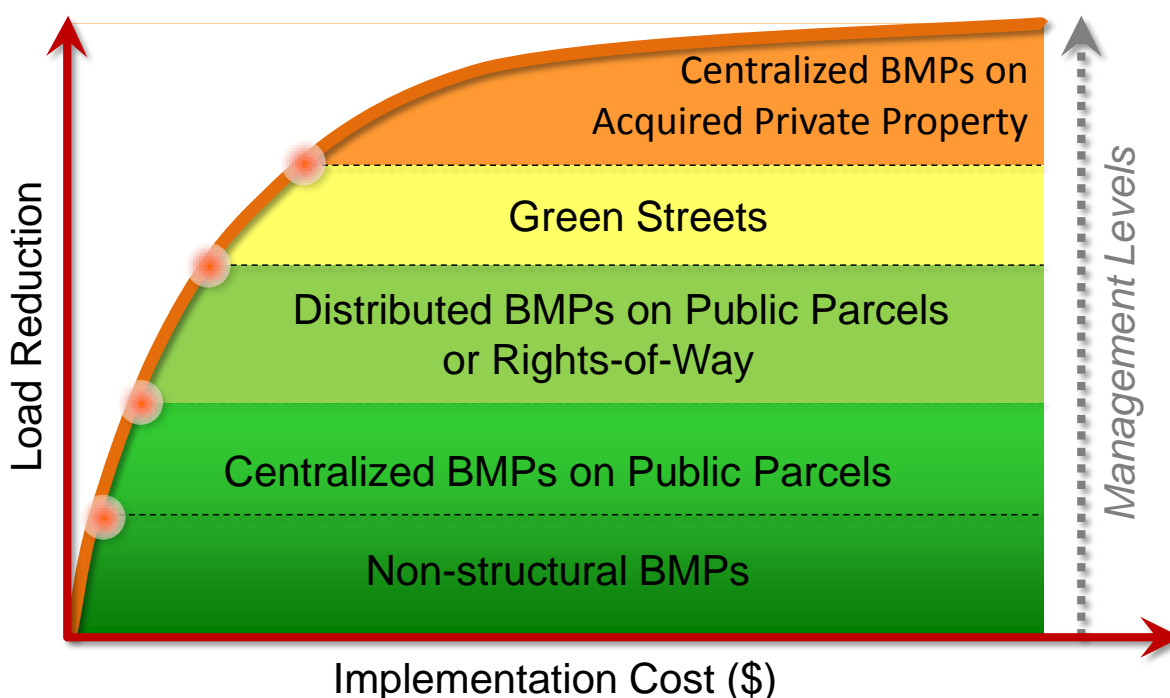 Centralized BMPs on
Acquired Private Property
Green Streets
Distributed BMPs on Public Parcels
or Rights-of-Way
Centralized BMPs on Public Parcels
Non-structural BMPs
Load Reduction
Management Levels
Implementation Cost ($)